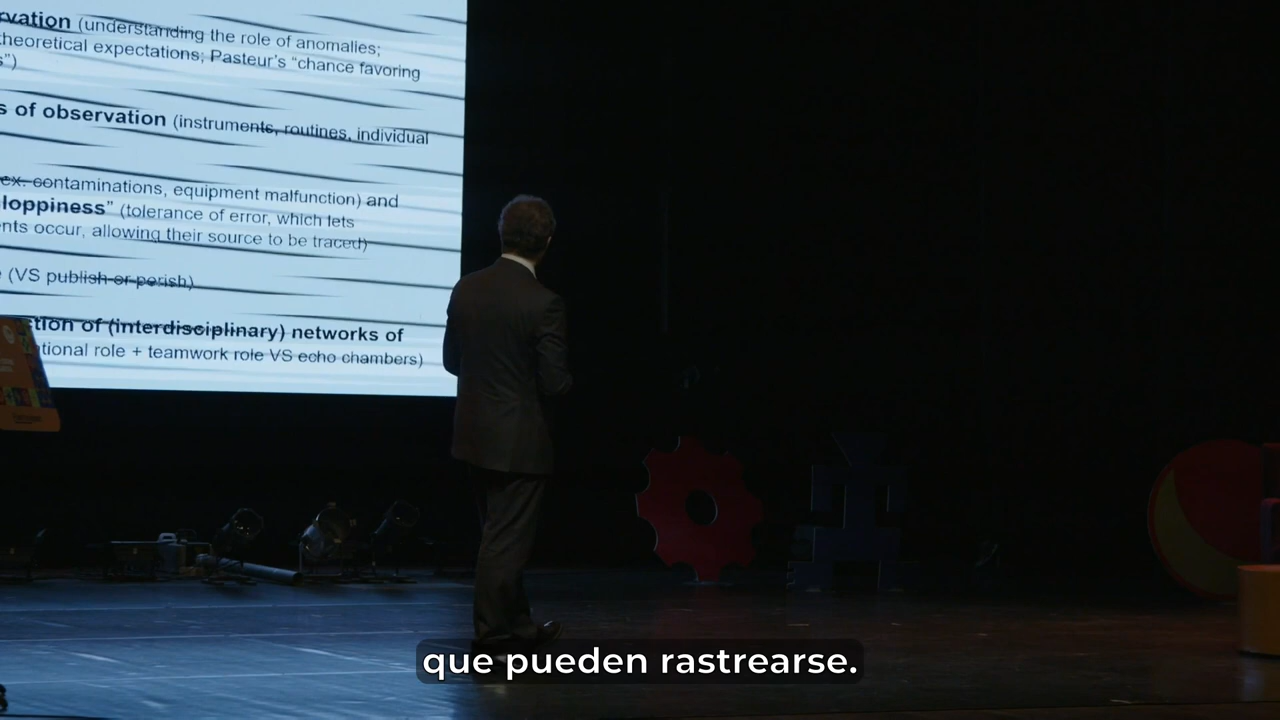 rvation (understanding the role of anomalies;
theoretical expectations; Pasteur's “chance favoring
s”)
s of observation (instruments, routines, individual
ex. contaminations, equipment malfunction) and
loppiness” (tolerance of error, which lets
nts occur, allowing their source to be traced)
(VS publish or perish)
tion of (interdisciplinary) networks of
tional role + teamwork role VS echo chambers)
que pueden rastrearse.